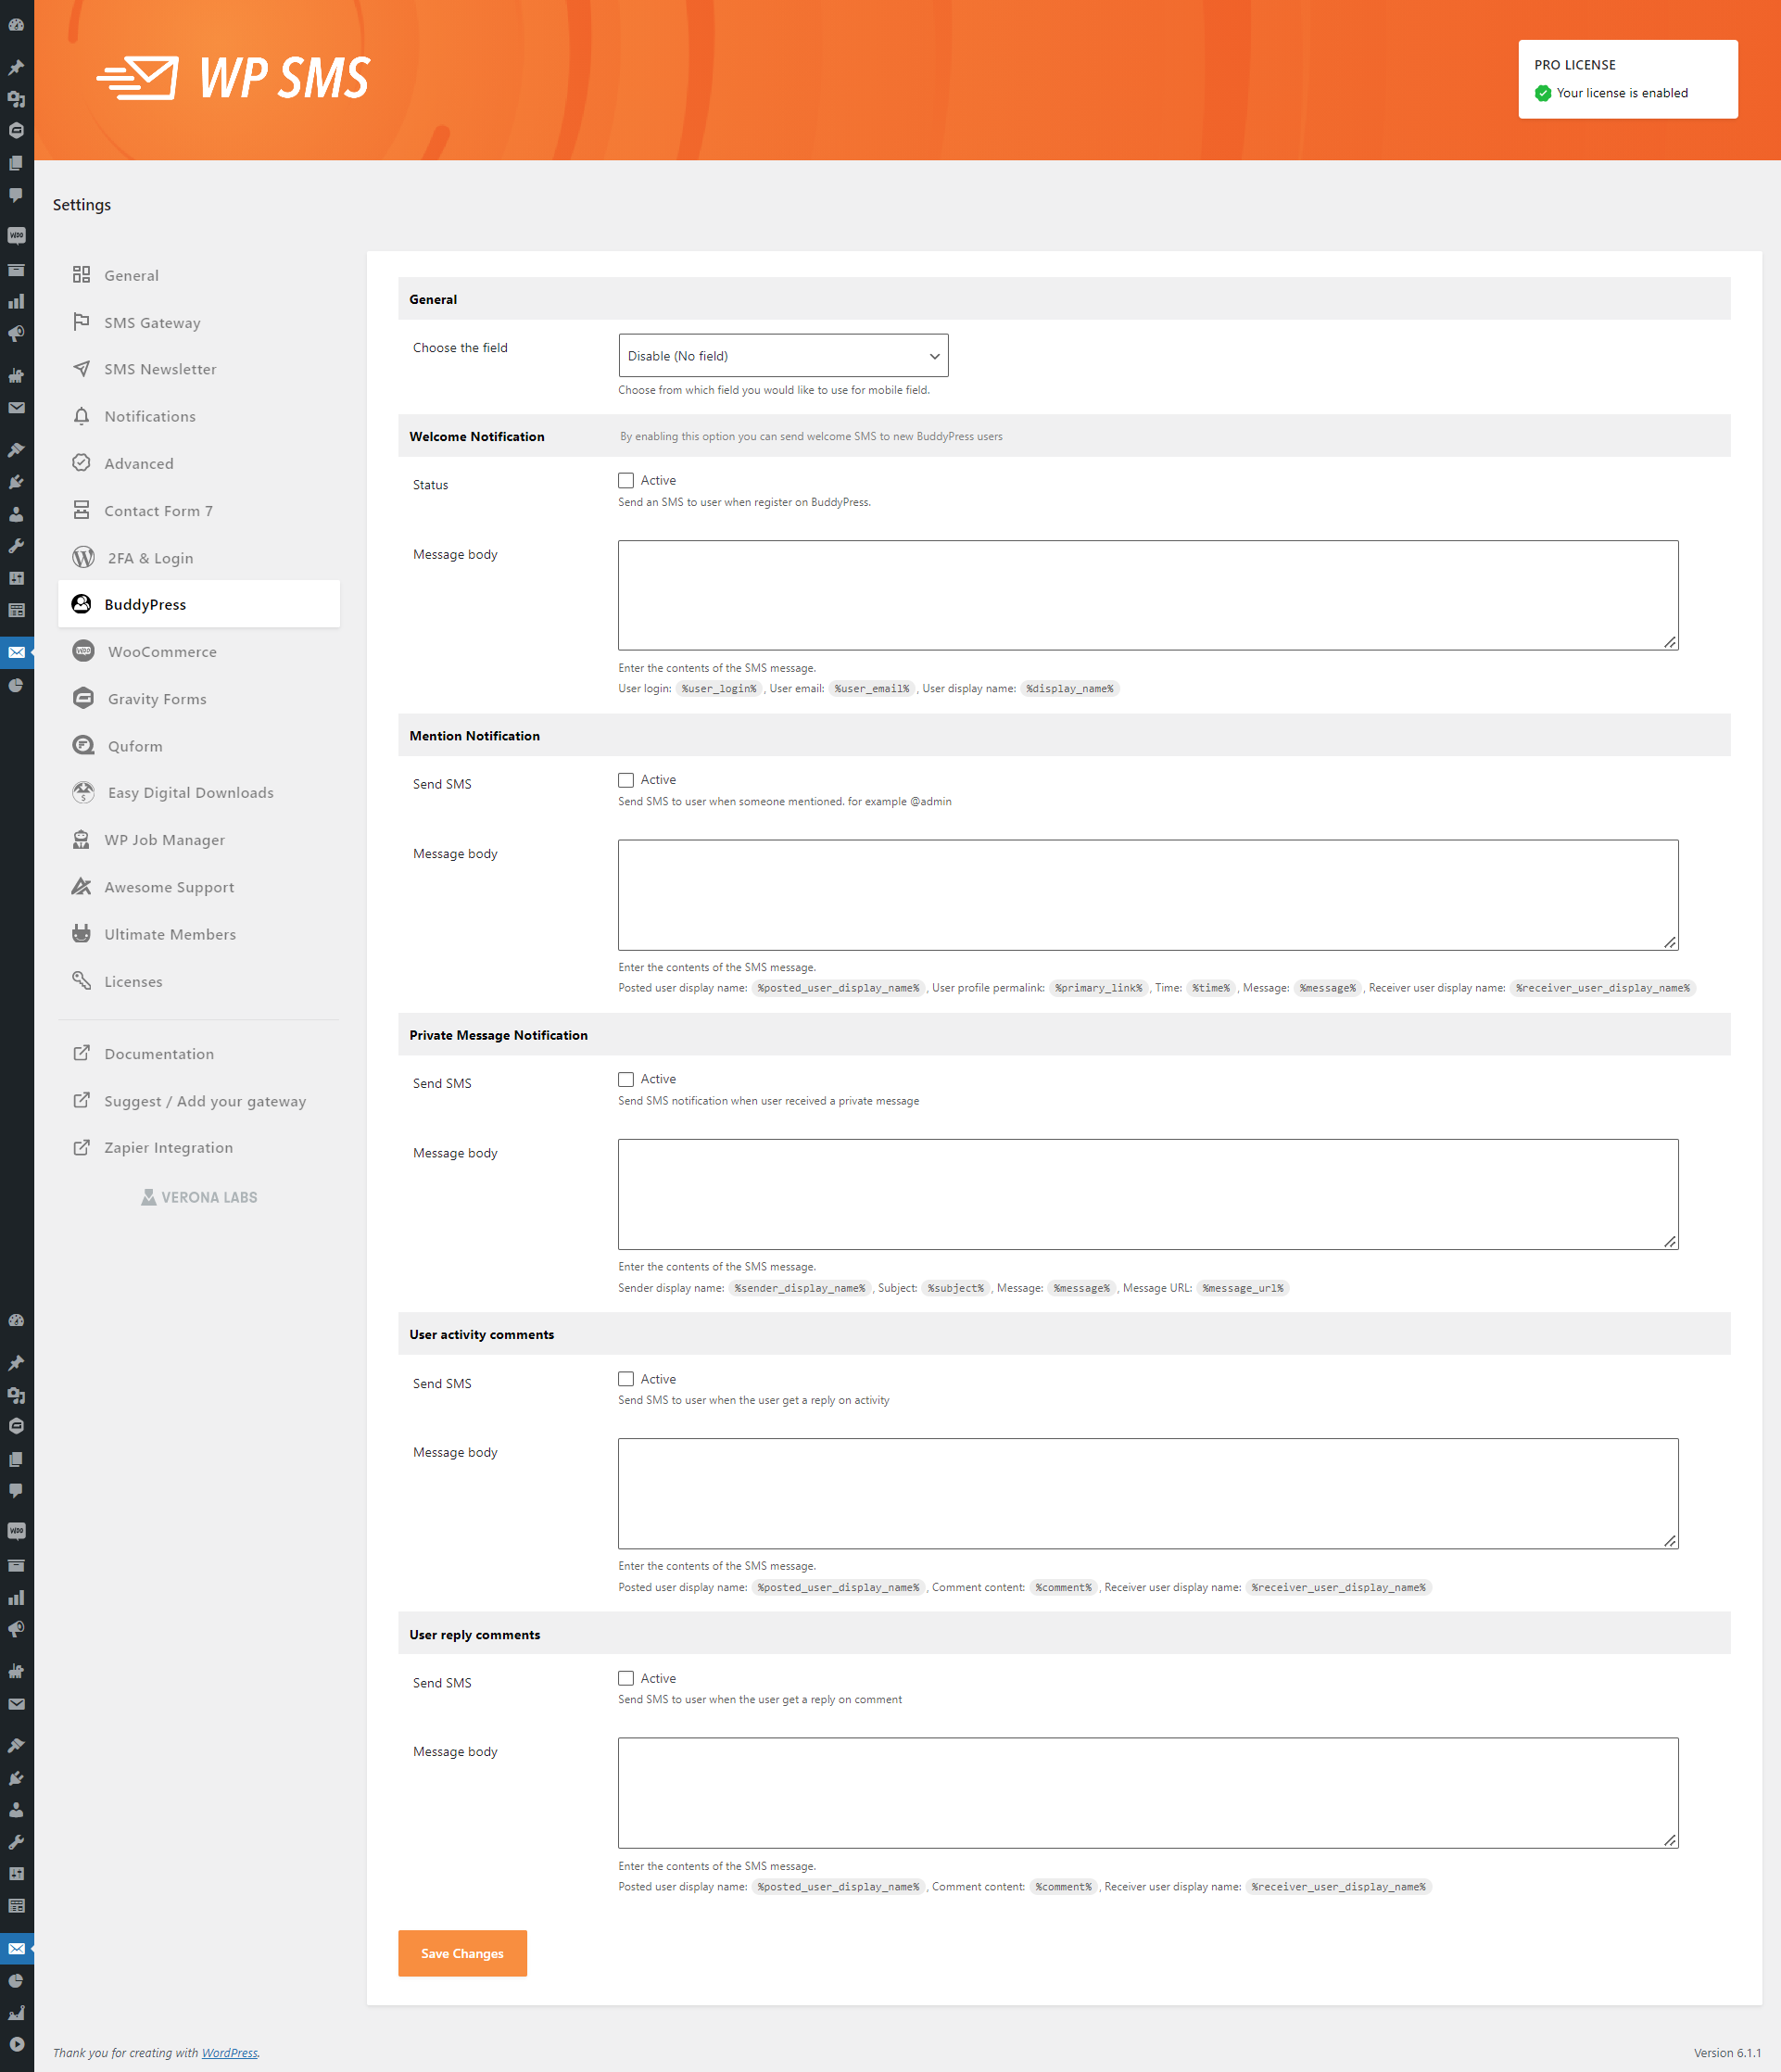 WP SMS
PRO LICENSE
Your license is enabled
Settings
General
SMS Gateway
SMS Newsletter
Notifications
Advanced
Contact Form 7
2FA & Login
BuddyPress
WooCommerce
Gravity Forms
Quform
Easy Digital Downloads
WP Job Manager
Awesome Support
Ultimate Members
Licenses
Documentation
Suggest / Add your gateway
Zapier Integration
VERONA LABS
General
Choose the field
Disable (No field)
Choose from which field you would like to use for mobile field.
Welcome Notification By enabling this option you can send welcome SMS to new BuddyPress users
Status Active
Send an SMS to user when register on BuddyPress.
Message body
Enter the contents of the SMS message.
User login: %user_login%, User email: %user_email%, User display name: %display_name%
Mention Notification
Send SMS Active
Send SMS to user when someone mentioned. for example @admin
Message body
Enter the contents of the SMS message.
Posted user display name: %posted_user_display_name%, User profile permalink: %primary_link%, Time: %time%, Message: %message%, Receiver user display name: %receiver_user_display_name%
Private Message Notification
Send SMS Active
Send SMS notification when user received a private message
Message body
Enter the contents of the SMS message.
Sender display name: %sender_display_name%, Subject: %subject%, Message: %message%, Message URL: %message_url%
User activity comments
Send SMS Active
Send SMS to user when the user get a reply on activity
Message body
Enter the contents of the SMS message.
Posted user display name: %posted_user_display_name%, Comment content: %comment%, Receiver user display name: %receiver_user_display_name%
User reply comments
Send SMS Active
Send SMS to user when the user get a reply on comment
Message body
Enter the contents of the SMS message.
Posted user display name: %posted_user_display_name%, Comment content: %comment%, Receiver user display name: %receiver_user_display_name%
Save Changes
Thank you for creating with WordPress.
Version 6.1.1